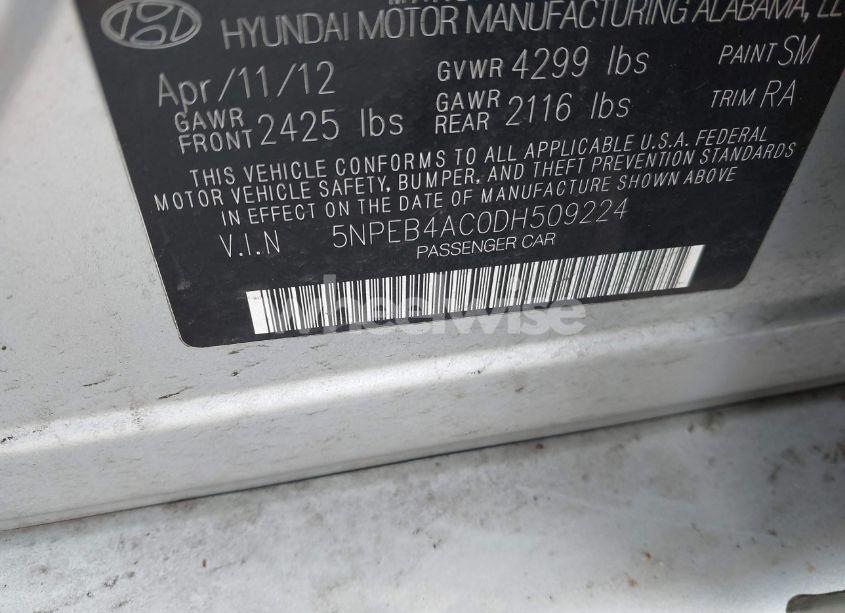 HYUNDAI MOTOR MANUFACTURING ALABAMA, LL
Apr/11/12 GVWR 4299 lbs PAINT SM
GAWR FRONT 2425 lbs GAWR REAR 2116 lbs TRIM RA
THIS VEHICLE CONFORMS TO ALL APPLICABLE U.S.A. FEDERAL
MOTOR VEHICLE SAFETY, BUMPER, AND THEFT PREVENTION STANDARDS
IN EFFECT ON THE DATE OF MANUFACTURE SHOWN ABOVE
V.I.N 5NPEB4AC0DH509224
PASSENGER CAR
wheelwise